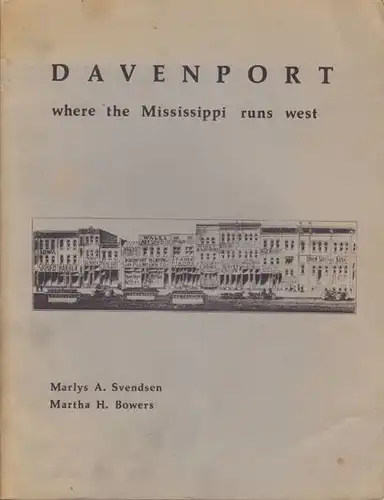 DAVENPORT
where the Mississippi runs west
Marlys A. Svendsen
Martha H. Bowers